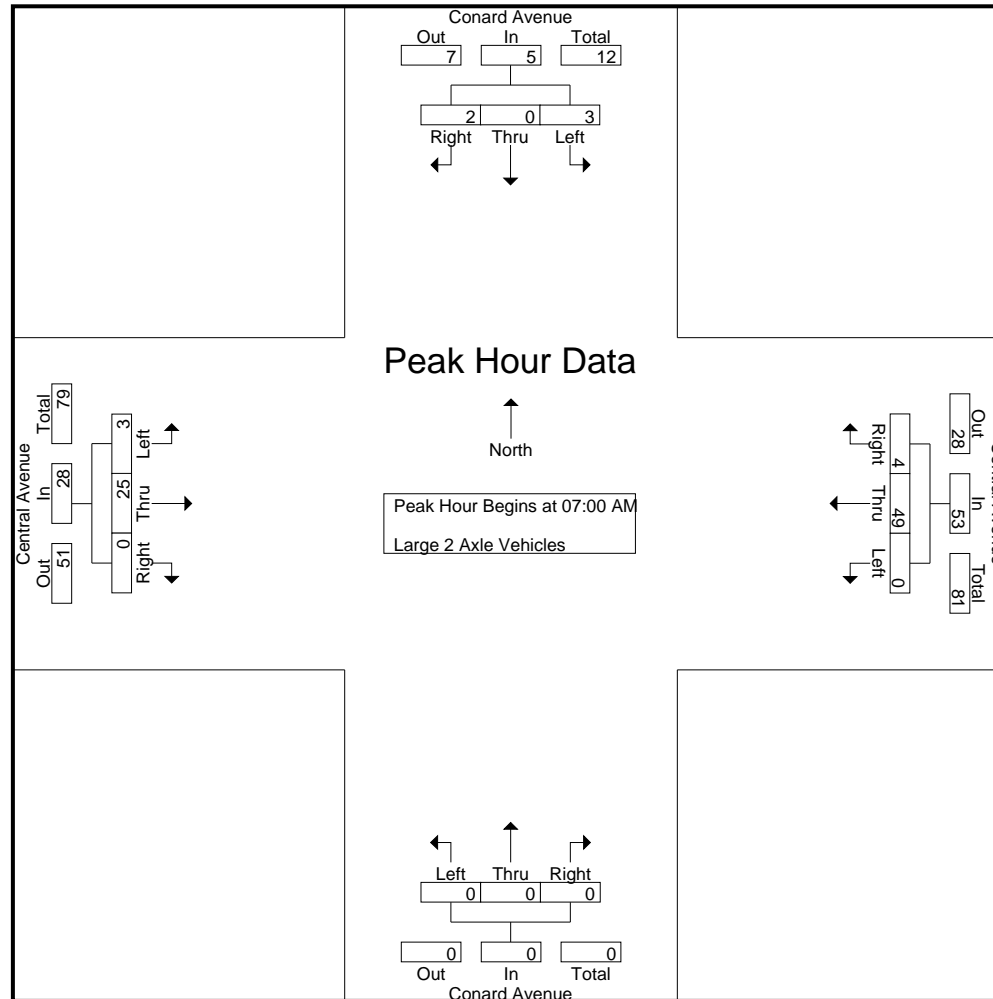 Conard Avenue
Out In Total
7 5 12
2 0 3
Right Thru Left
Peak Hour Data
North
Peak Hour Begins at 07:00 AM
Large 2 Axle Vehicles
Central Avenue
Total In Out
79 28 51
3 25 0
Left Thru Right
Out In Total
28 53 81
4 49 0
Right Thru Left
Left Thru Right
0 0 0
0 0 0
Out In Total
Conard Avenue